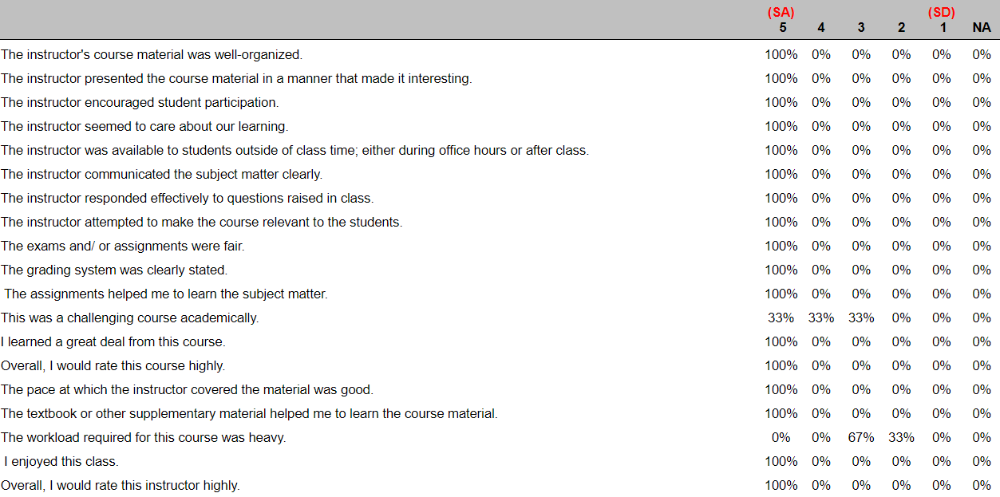 (SA) (SD)
5 4 3 2 1 NA
The instructor's course material was well-organized. 100% 0% 0% 0% 0% 0%
The instructor presented the course material in a manner that made it interesting. 100% 0% 0% 0% 0% 0%
The instructor encouraged student participation. 100% 0% 0% 0% 0% 0%
The instructor seemed to care about our learning. 100% 0% 0% 0% 0% 0%
The instructor was available to students outside of class time; either during office hours or after class. 100% 0% 0% 0% 0% 0%
The instructor communicated the subject matter clearly. 100% 0% 0% 0% 0% 0%
The instructor responded effectively to questions raised in class. 100% 0% 0% 0% 0% 0%
The instructor attempted to make the course relevant to the students. 100% 0% 0% 0% 0% 0%
The exams and/ or assignments were fair. 100% 0% 0% 0% 0% 0%
The grading system was clearly stated. 100% 0% 0% 0% 0% 0%
The assignments helped me to learn the subject matter. 100% 0% 0% 0% 0% 0%
This was a challenging course academically. 33% 33% 33% 0% 0% 0%
I learned a great deal from this course. 100% 0% 0% 0% 0% 0%
Overall, I would rate this course highly. 100% 0% 0% 0% 0% 0%
The pace at which the instructor covered the material was good. 100% 0% 0% 0% 0% 0%
The textbook or other supplementary material helped me to learn the course material. 100% 0% 0% 0% 0% 0%
The workload required for this course was heavy. 0% 0% 67% 33% 0% 0%
I enjoyed this class. 100% 0% 0% 0% 0% 0%
Overall, I would rate this instructor highly. 100% 0% 0% 0% 0% 0%